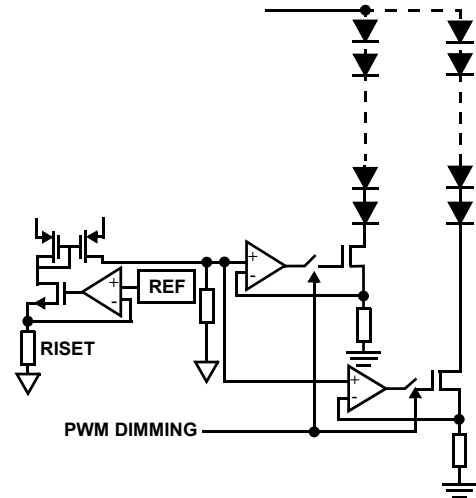 +
-
+
-
REF
RISET
+
-
PWM DIMMING